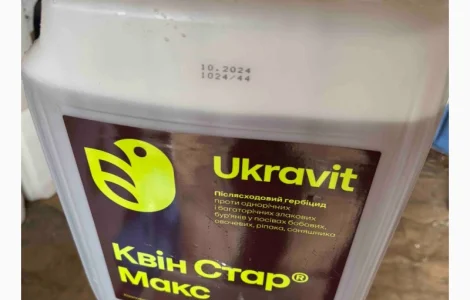 10.2024
1024/44
Ukravit
Післясходовий гербіцид
проти однорічних
і багаторічних злакових
бур'янів у посівах бобових,
овочевих, ріпака, соняшника
Квін Стар®
Макс